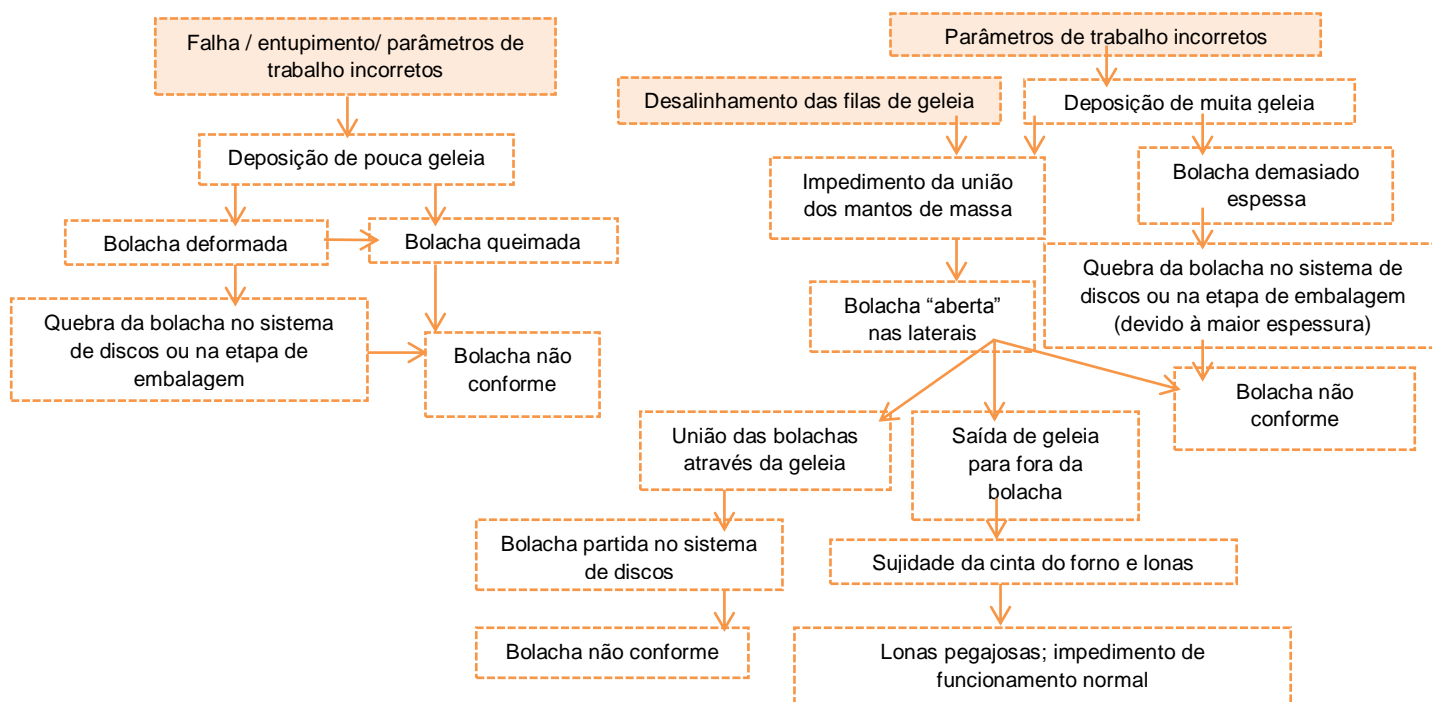 Falha / entupimento/ parâmetros de
trabalho incorretos
Deposição de pouca geleia
Bolacha deformada
Bolacha queimada
Quebra da bolacha no sistema
de discos ou na etapa de
embalagem
Bolacha não
conforme
Parâmetros de trabalho incorretos
Desalinhamento das filas de geleia
Deposição de muita geleia
Impedimento da união
dos mantos de massa
Bolacha demasiado
espessa
Bolacha “aberta”
nas laterais
Quebra da bolacha no sistema de
discos ou na etapa de embalagem
(devido à maior espessura)
Bolacha não
conforme
União das bolachas
através da geleia
Saída de geleia
para fora da
bolacha
Bolacha partida no sistema
de discos
Sujidade da cinta do forno e lonas
Bolacha não conforme
Lonas pegajosas; impedimento de
funcionamento normal